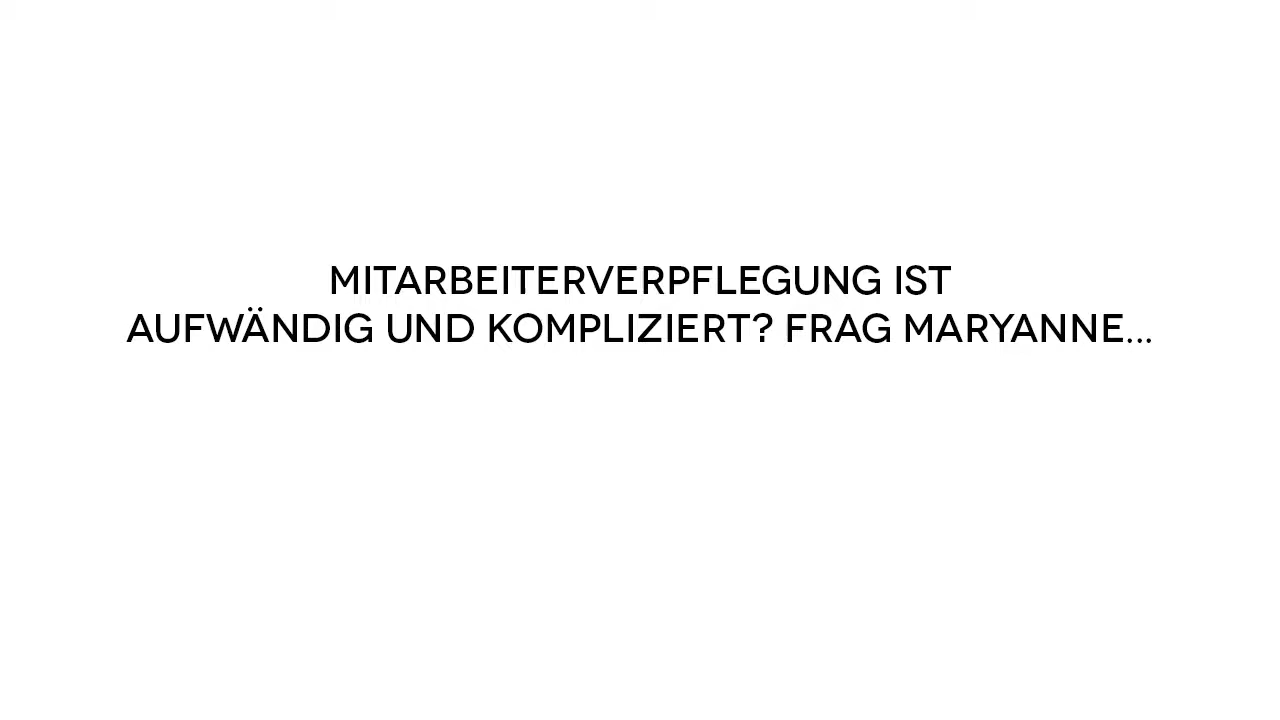 MITARBEITERVERPFLEGUNG IST
AUFWÄNDIG UND KOMPLIZIERT? FRAG MARYANNE...